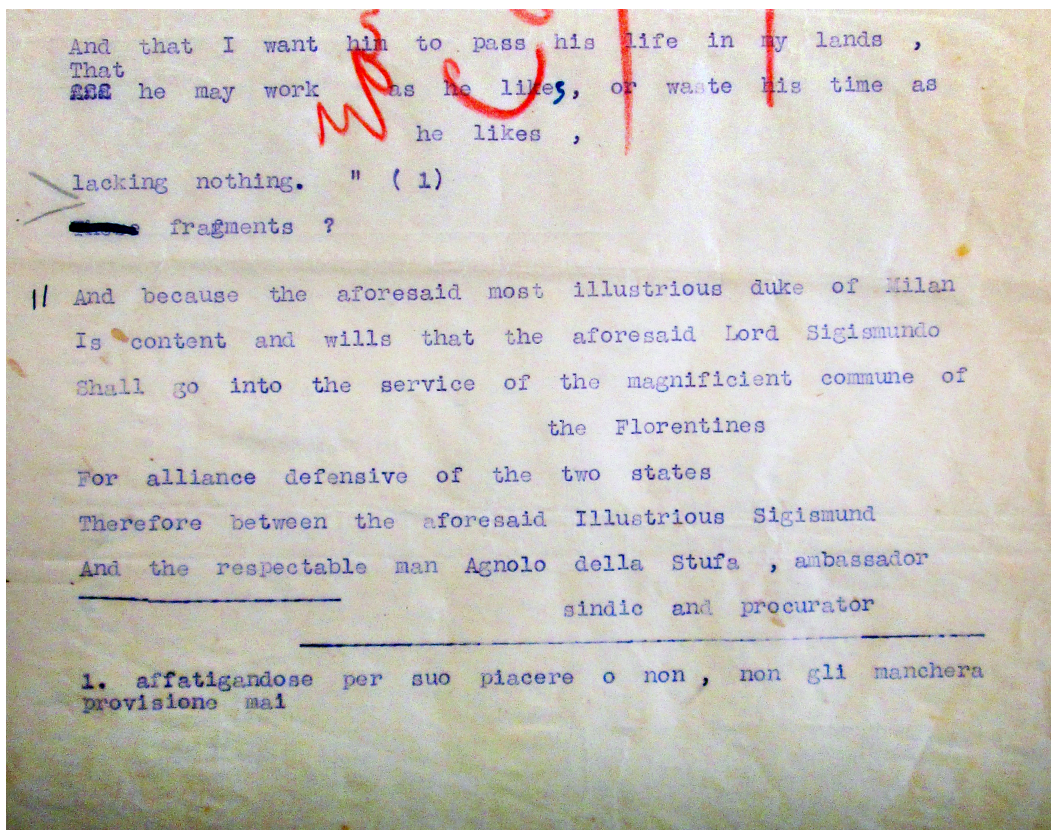 And that I want him to pass his life in my lands ,
That
he may work as he likes, or waste his time as
he likes ,
lacking nothing. " ( 1)
fragments ?
" And because the aforesaid most illustrious duke of Milan
Is content and wills that the aforesaid Lord Sigismundo
Shall go into the service of the magnificient commune of
the Florentines
For alliance defensive of the two states
Therefore between the aforesaid Illustrious Sigismund
And the respectable man Agnolo della Stufa , ambassador
sindic and procurator
1. affatigandose per suo piacere o non , non gli manchera
provisione mai